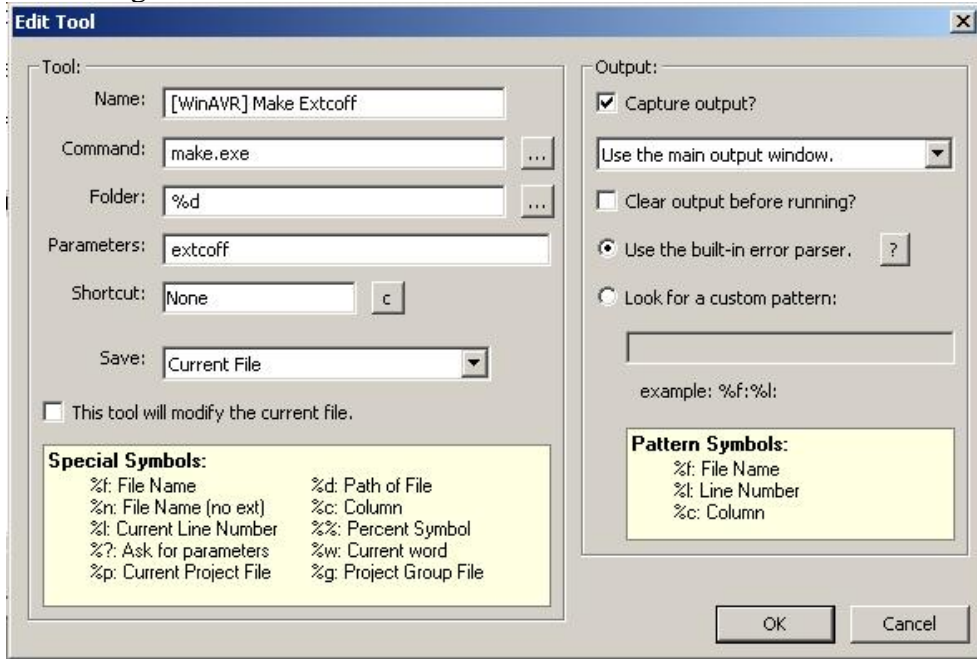 Edit Tool
Tool:
Name: [WinAVR] Make Extcoff
Command: make.exe ...
Folder: %d ...
Parameters: extcoff
Shortcut: None c
Save: Current File
This tool will modify the current file.
Special Symbols:
%f: File Name %d: Path of File
%n: File Name (no ext) %c: Column
%l: Current Line Number %%: Percent Symbol
%?: Ask for parameters %w: Current word
%p: Current Project File %g: Project Group File
Output:
Capture output?
Use the main output window.
Clear output before running?
Use the built-in error parser. ?
Look for a custom pattern:
example: %f:%l:
Pattern Symbols:
%f: File Name
%l: Line Number
%c: Column
OK Cancel